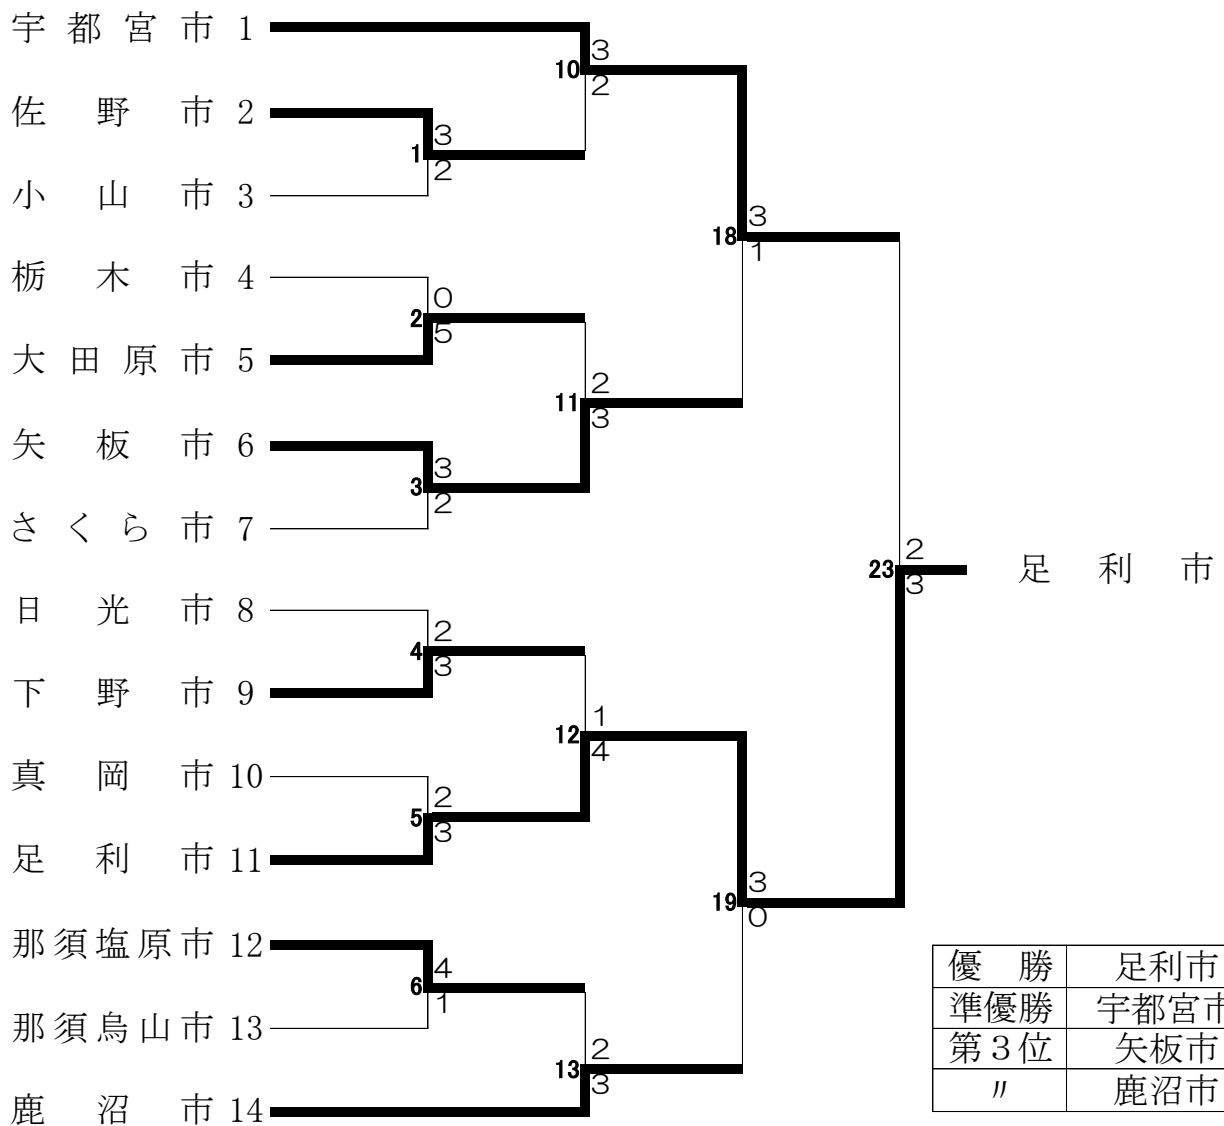 宇都宮市 1
3
10
2
佐野市 2
3
1
2
小山市 3
3
18
1
栃木市 4
0
2
5
大田原市 5
2
11
3
矢板市 6
3
3
2
さくら市 7
2
23
3
足利市
日光市 8
2
4
3
下野市 9
1
12
4
真岡市 10
2
5
3
足利市 11
3
19
0
那須塩原市 12
4
6
1
那須烏山市 13
2
13
3
鹿沼市 14
優勝 足利市
準優勝 宇都宮市
第3位 矢板市
〃 鹿沼市